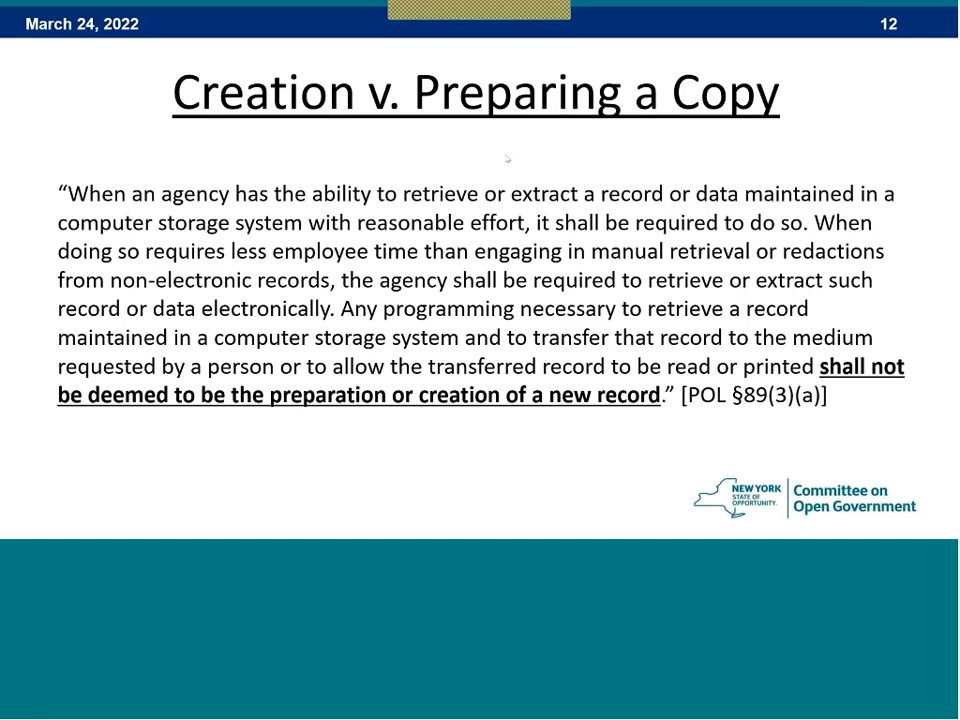 March 24, 2022
12
Creation v. Preparing a Copy
“When an agency has the ability to retrieve or extract a record or data maintained in a
computer storage system with reasonable effort, it shall be required to do so. When
doing so requires less employee time than engaging in manual retrieval or redactions
from non-electronic records, the agency shall be required to retrieve or extract such
record or data electronically. Any programming necessary to retrieve a record
maintained in a computer storage system and to transfer that record to the medium
requested by a person or to allow the transferred record to be read or printed shall not
be deemed to be the preparation or creation of a new record.” [POL §89(3)(a)]
NEW YORK
STATE OF
OPPORTUNITY.
Committee on
Open Government